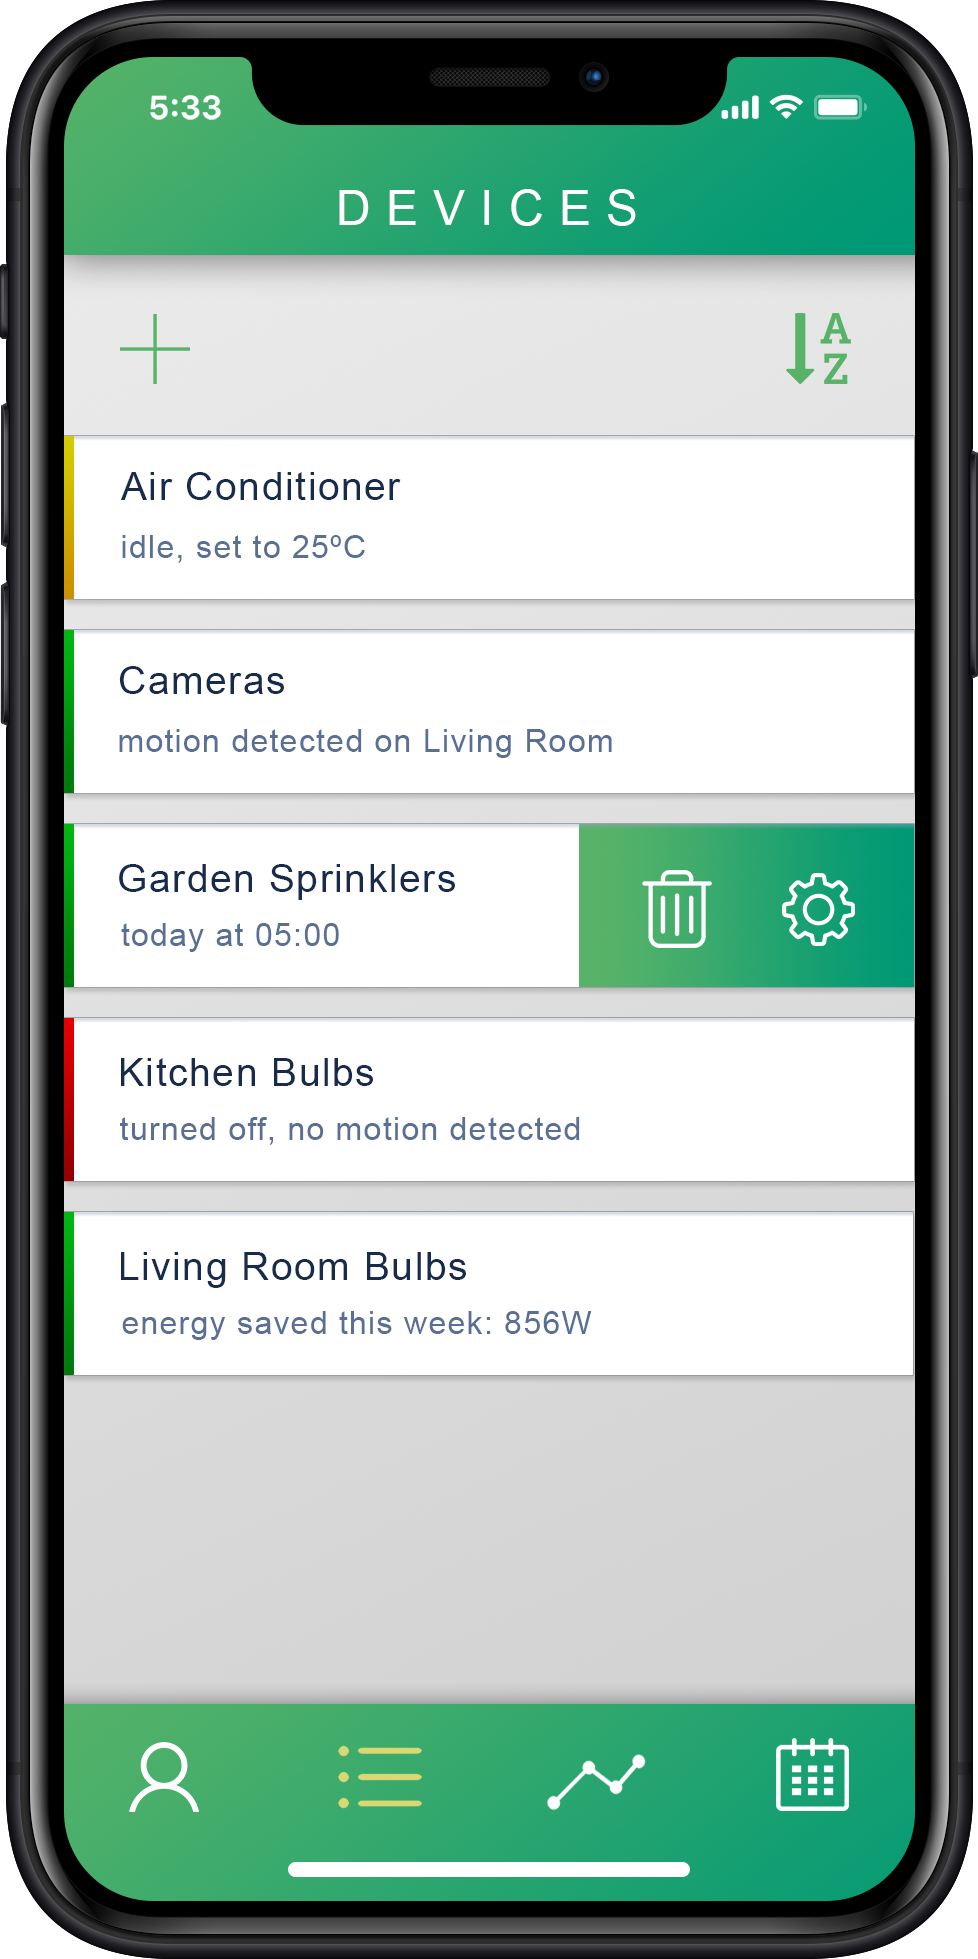 5:33
DEVICES
A
Z
Air Conditioner
idle, set to 25ºC
Cameras
motion detected on Living Room
Garden Sprinklers
today at 05:00
Kitchen Bulbs
turned off, no motion detected
Living Room Bulbs
energy saved this week: 856W